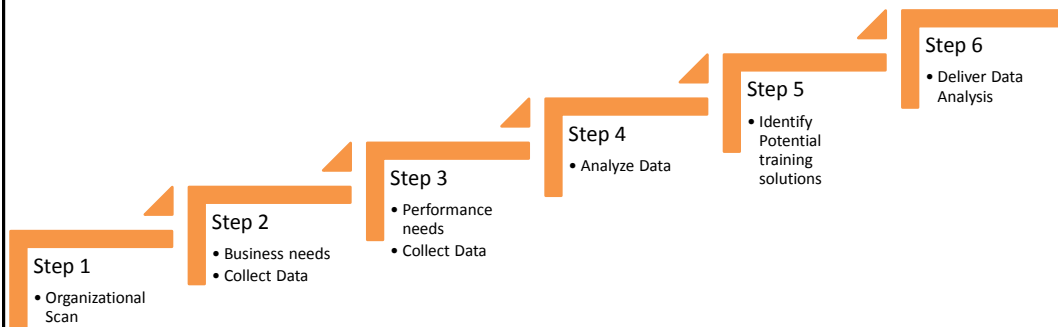 Step 1
• Organizational
Scan
Step 2
• Business needs
• Collect Data
Step 3
• Performance
needs
• Collect Data
Step 4
• Analyze Data
Step 5
• Identify
Potential
training
solutions
Step 6
• Deliver Data
Analysis